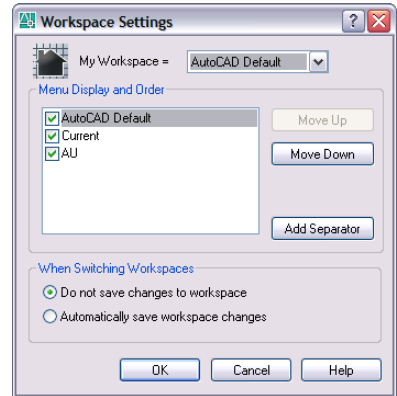 Workspace Settings
My Workspace = AutoCAD Default
Menu Display and Order
AutoCAD Default
Current
AU
Move Up
Move Down
Add Separator
When Switching Workspaces
Do not save changes to workspace
Automatically save workspace changes
OK Cancel Help